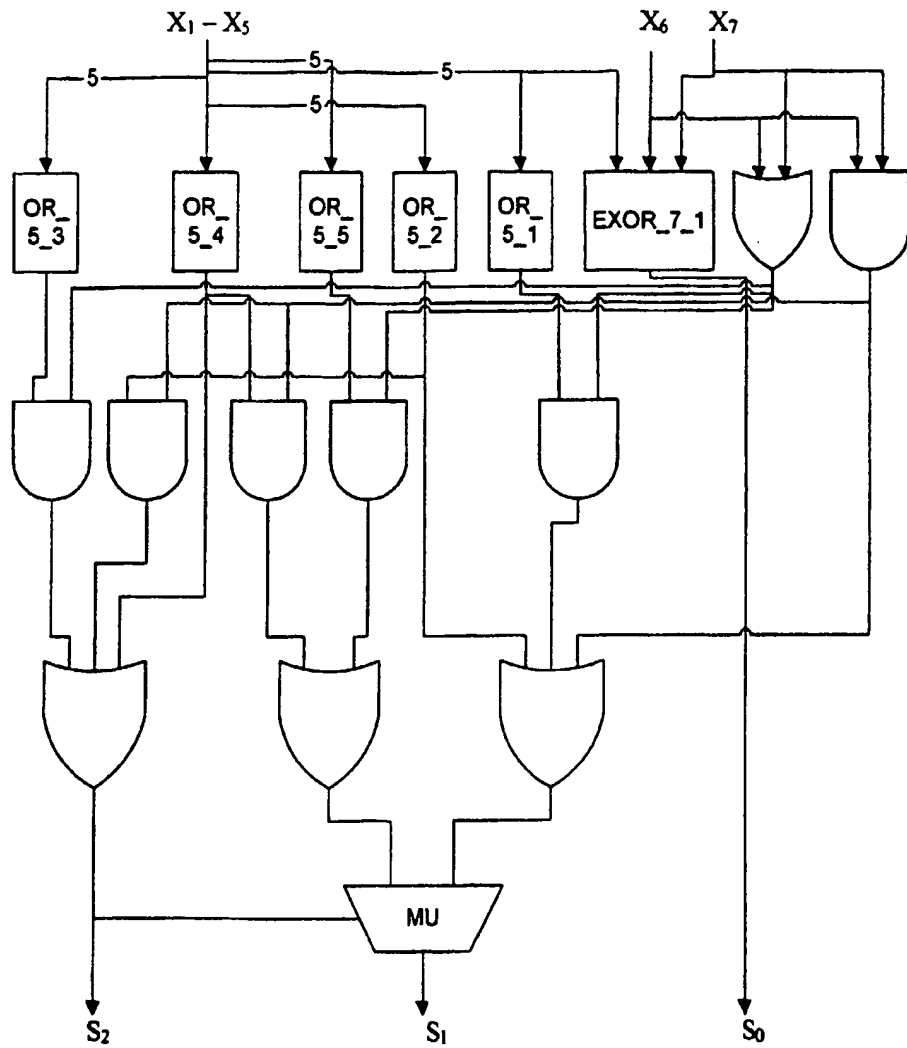 X₁ – X₅
X₆
X₇
5
5
5
5
OR_
5_3
OR_
5_4
OR_
5_5
OR_
5_2
OR_
5_1
EXOR_7_1
MU
S₂
S₁
S₀